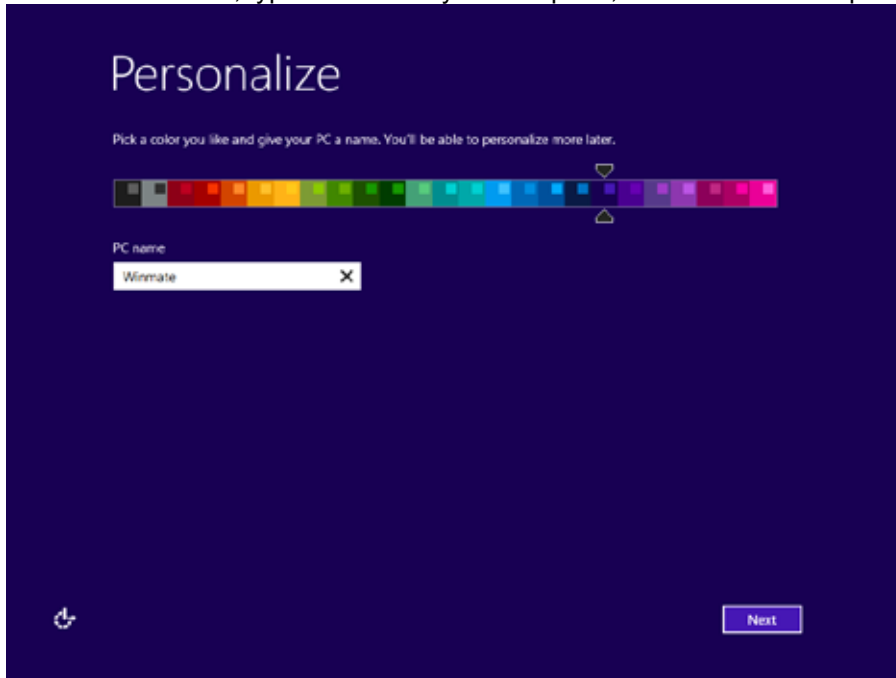 Personalize
Pick a color you like and give your PC a name. You'll be able to personalize more later.
PC name
Winmate
Next